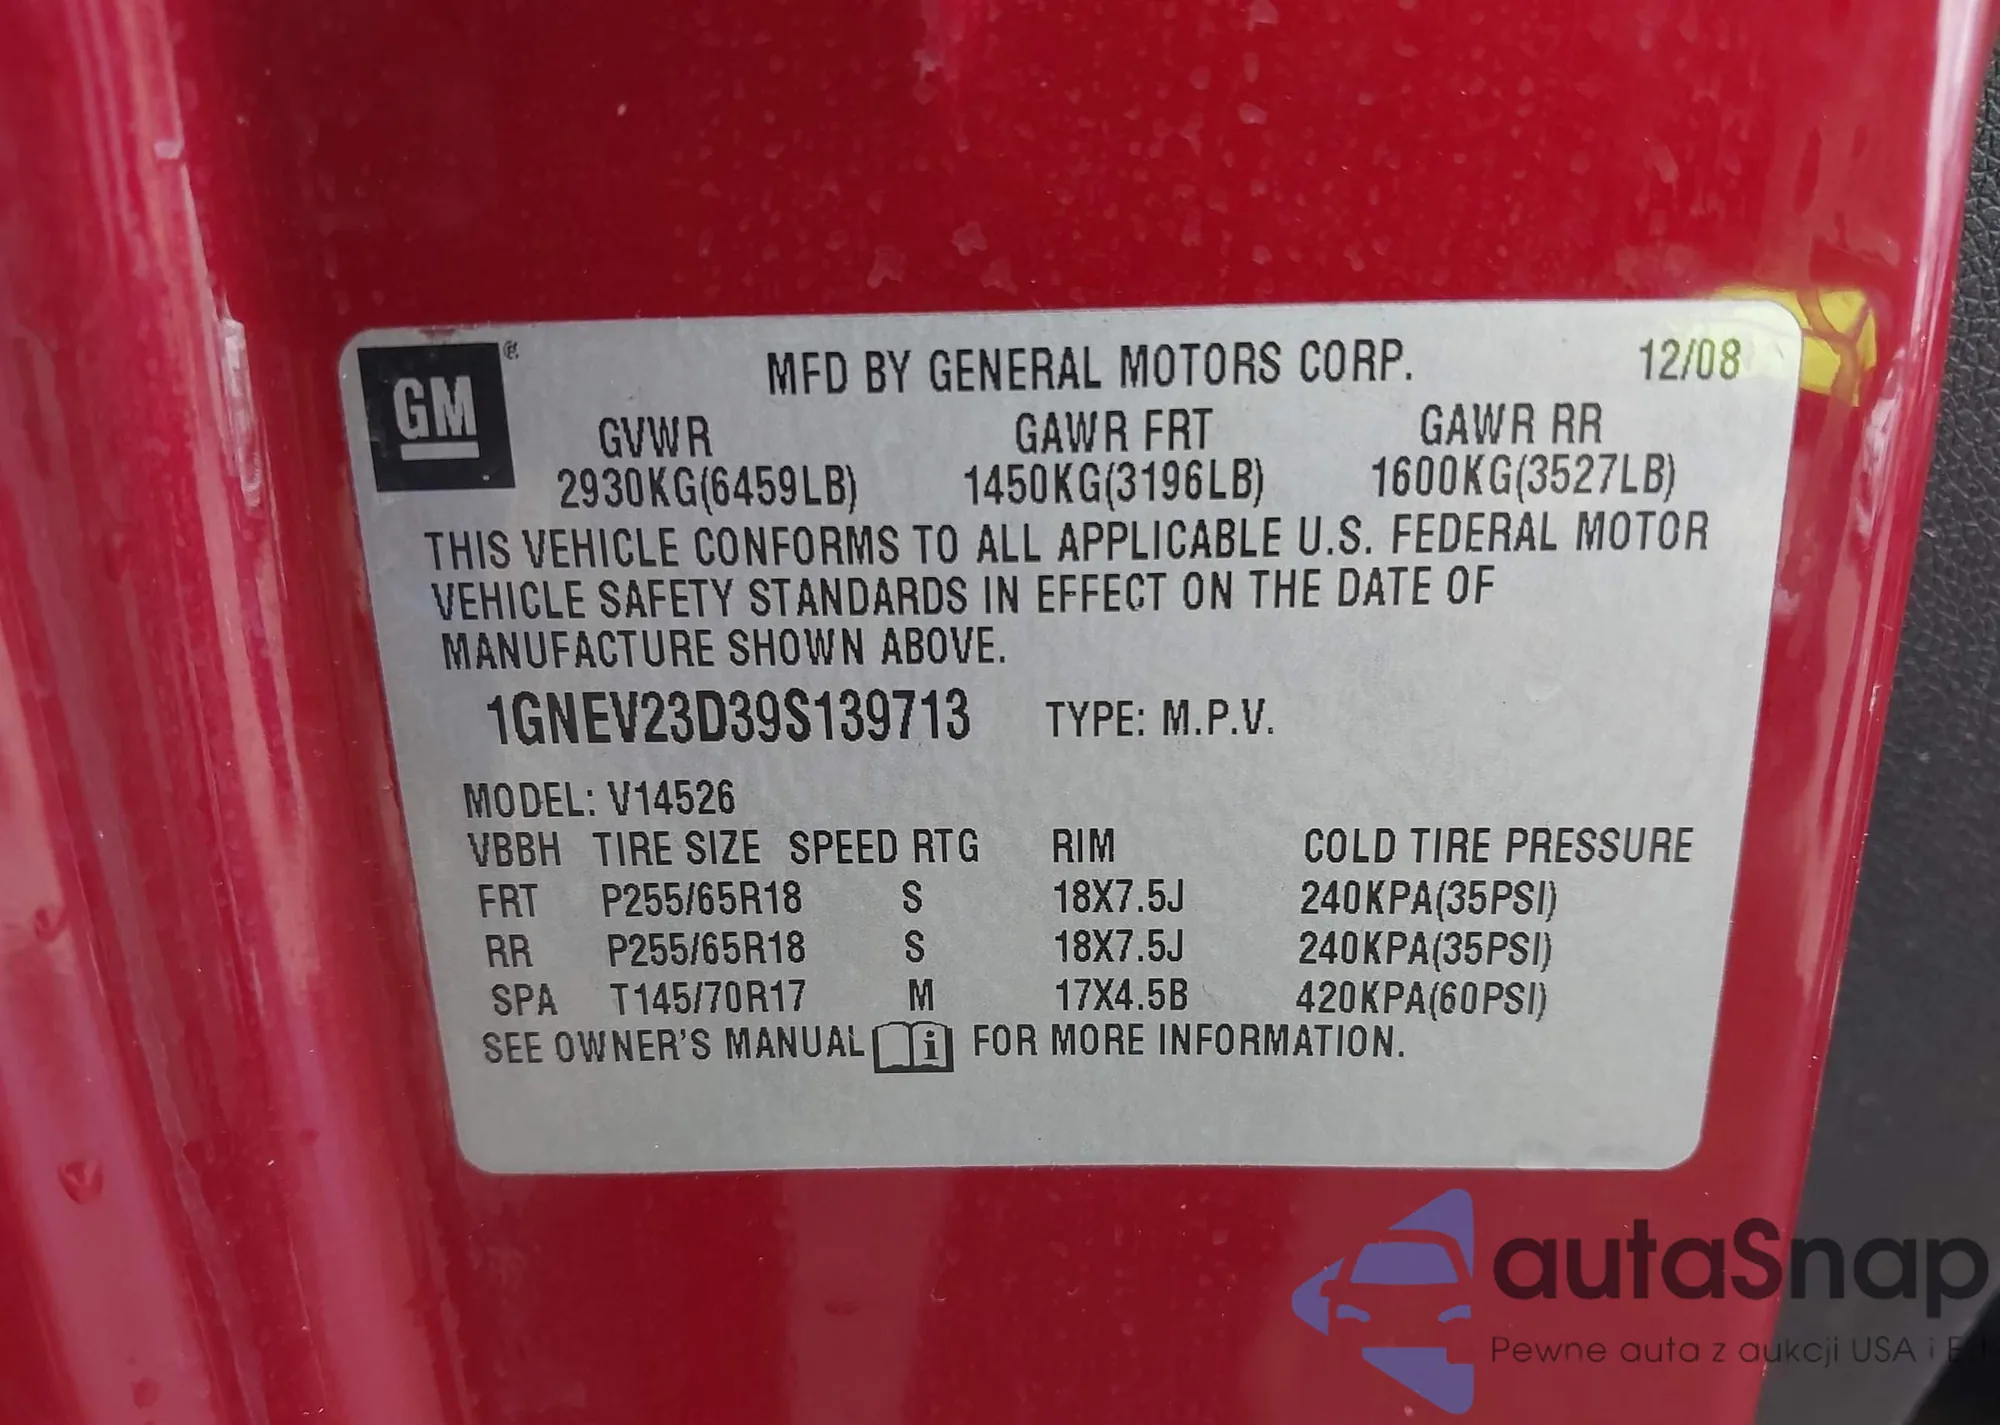 GM®
MFD BY GENERAL MOTORS CORP. 12/08
GVWR GAWR FRT GAWR RR
2930KG(6459LB) 1450KG(3196LB) 1600KG(3527LB)
THIS VEHICLE CONFORMS TO ALL APPLICABLE U.S. FEDERAL MOTOR
VEHICLE SAFETY STANDARDS IN EFFECT ON THE DATE OF
MANUFACTURE SHOWN ABOVE.
1GNEV23D39S139713 TYPE: M.P.V.
MODEL: V14526
VBBH TIRE SIZE SPEED RTG RIM COLD TIRE PRESSURE
FRT P255/65R18 S 18X7.5J 240KPA(35PSI)
RR P255/65R18 S 18X7.5J 240KPA(35PSI)
SPA T145/70R17 M 17X4.5B 420KPA(60PSI)
SEE OWNER'S MANUAL i FOR MORE INFORMATION.
autaSnap
Pewne auta z aukcji USA i